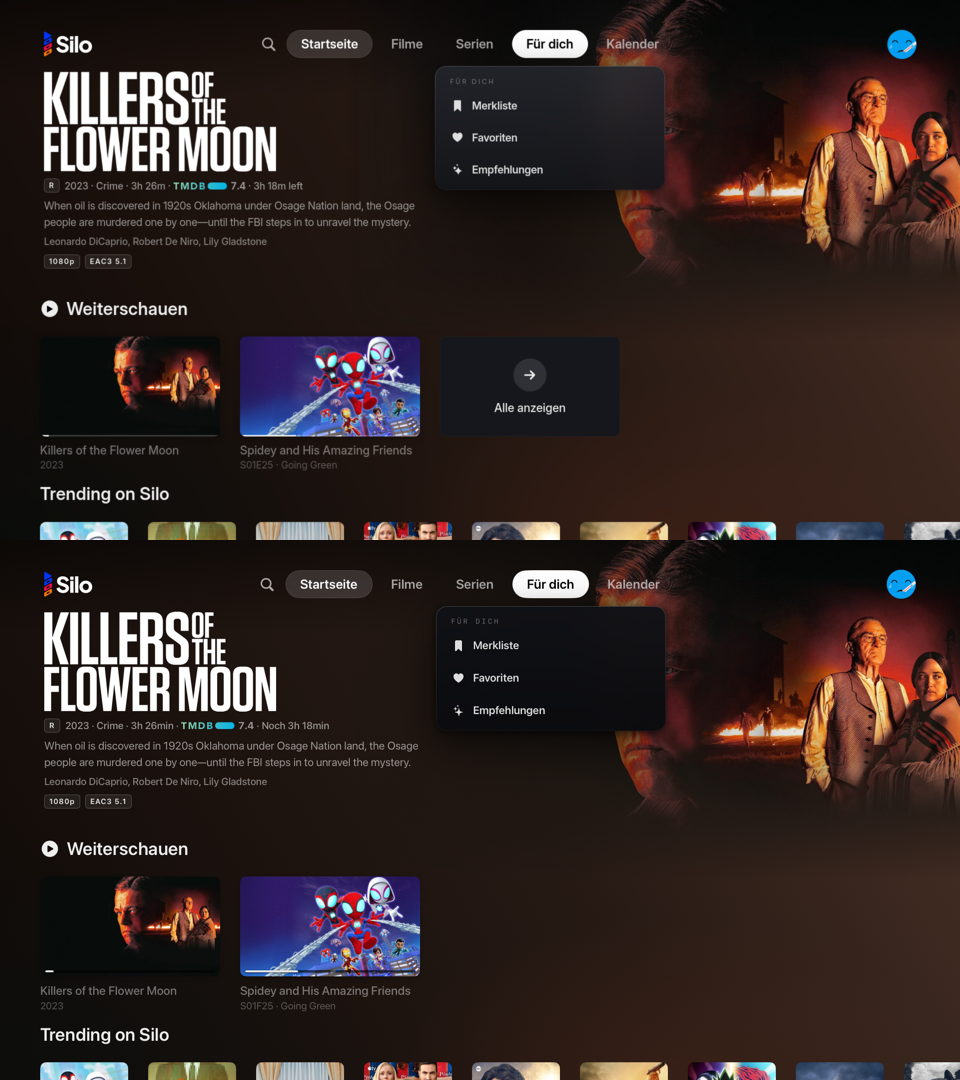 Silo
Startseite
Filme
Serien
Für dich
Kalender
KILLERS OF THE FLOWER MOON
FÜR DICH
Merkliste
Favoriten
Empfehlungen
R 2023 · Crime · 3h 26m · TMDB 7.4 · 3h 18m left
When oil is discovered in 1920s Oklahoma under Osage Nation land, the Osage
people are murdered one by one—until the FBI steps in to unravel the mystery.
Leonardo DiCaprio, Robert De Niro, Lily Gladstone
1080p EAC3 5.1
Weiterschauen
Alle anzeigen
Killers of the Flower Moon
2023
Spidey and His Amazing Friends
S01E25 · Going Green
Trending on Silo
Silo
Startseite
Filme
Serien
Für dich
Kalender
KILLERS OF THE FLOWER MOON
FÜR DICH
Merkliste
Favoriten
Empfehlungen
R 2023 · Crime · 3h 26min · TMDB 7.4 · Noch 3h 18min
When oil is discovered in 1920s Oklahoma under Osage Nation land, the Osage
people are murdered one by one—until the FBI steps in to unravel the mystery.
Leonardo DiCaprio, Robert De Niro, Lily Gladstone
1080p EAC3 5.1
Weiterschauen
Killers of the Flower Moon
2023
Spidey and His Amazing Friends
S01F25 · Going Green
Trending on Silo